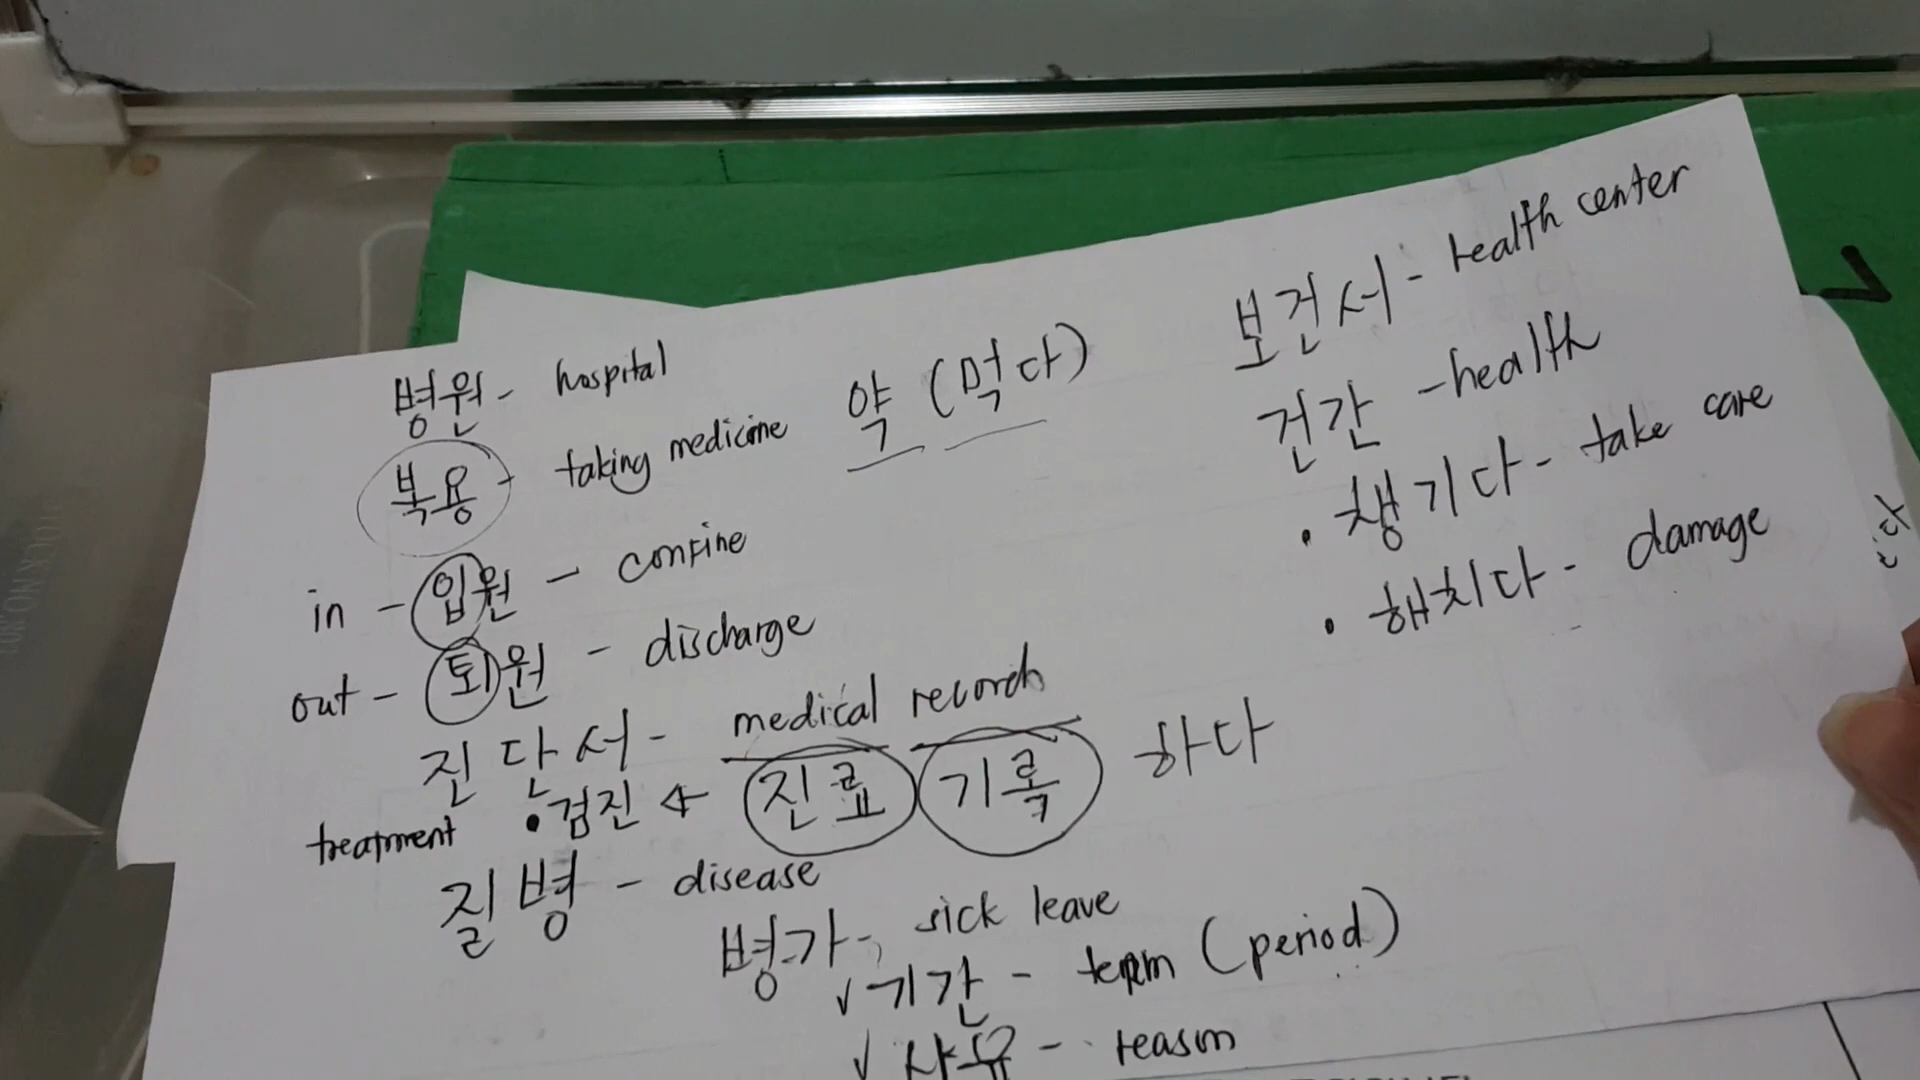 병원 - hospital
복용 - taking medicine 약 (먹다)
in - 입원 - confine
out - 퇴원 - discharge
진단서 - medical record
treatment • 검진 ← 진료 기록 하다
질병 - disease
병가 - sick leave
√ 기간 - term (period)
√ 사유 - reason
보건서 - health center
건간 - health
• 챙기다 - take care
• 해치다 - damage